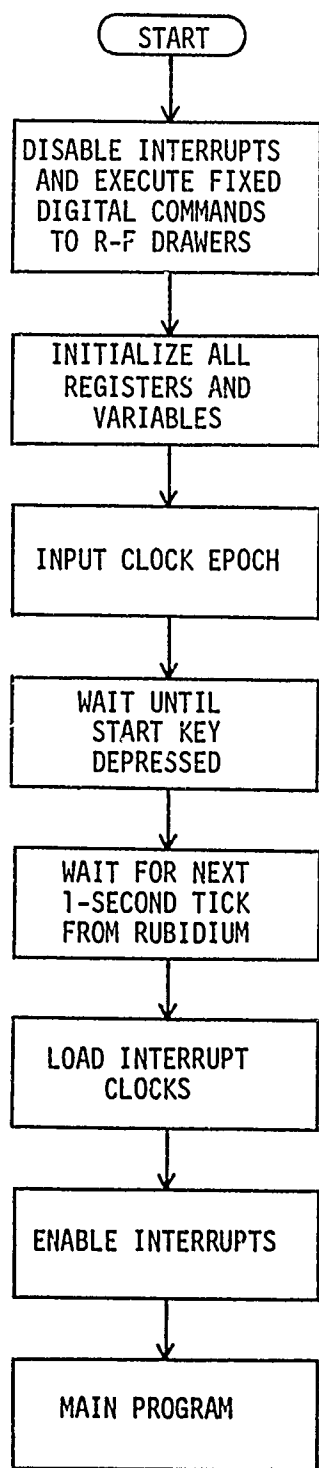 START
DISABLE INTERRUPTS
AND EXECUTE FIXED
DIGITAL COMMANDS
TO R-F DRAWERS
INITIALIZE ALL
REGISTERS AND
VARIABLES
INPUT CLOCK EPOCH
WAIT UNTIL
START KEY
DEPRESSED
WAIT FOR NEXT
1-SECOND TICK
FROM RUBIDIUM
LOAD INTERRUPT
CLOCKS
ENABLE INTERRUPTS
MAIN PROGRAM